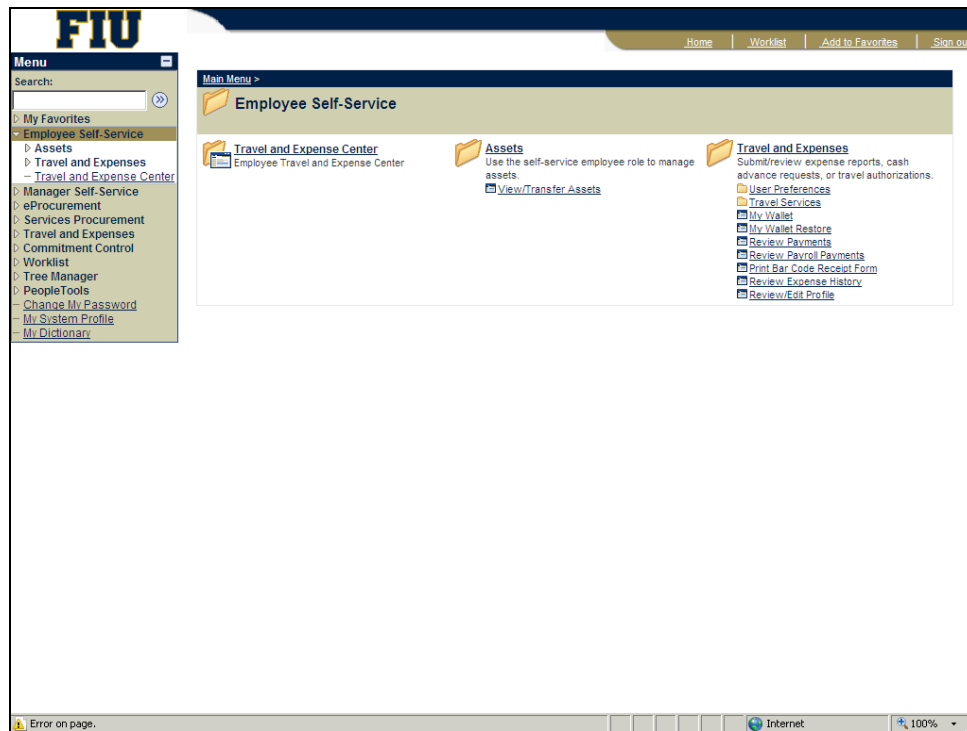 FIU
Home Worklist Add to Favorites Sign ou
Menu
Search:
My Favorites
Employee Self-Service
Assets
Travel and Expenses
Travel and Expense Center
Manager Self-Service
eProcurement
Services Procurement
Travel and Expenses
Commitment Control
Worklist
Tree Manager
PeopleTools
Change My Password
My System Profile
My Dictionary
Main Menu >
Employee Self-Service
Travel and Expense Center
Employee Travel and Expense Center
Assets
Use the self-service employee role to manage
assets.
View/Transfer Assets
Travel and Expenses
Submit/review expense reports, cash
advance requests, or travel authorizations.
User Preferences
Travel Services
My Wallet
My Wallet Restore
Review Payments
Review Payroll Payments
Print Bar Code Receipt Form
Review Expense History
Review/Edit Profile
Error on page.
Internet
100%